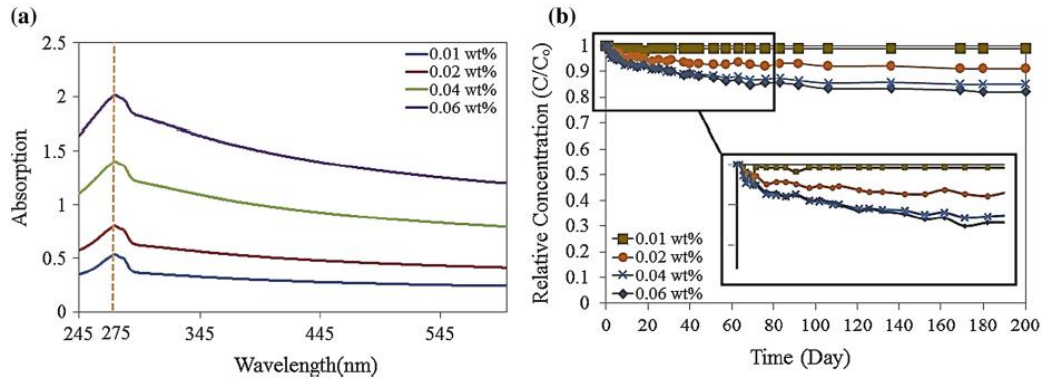 (a)
2.5
2
1.5
1
0.5
0
Absorption
0.01 wt%
0.02 wt%
0.04 wt%
0.06 wt%
245 275 345 445 545
Wavelength(nm)
(b)
1
0.9
0.8
0.7
0.6
0.5
0.4
0.3
0.2
0.1
0
Relative Concentration (C/Co)
0.01 wt%
0.02 wt%
0.04 wt%
0.06 wt%
0 20 40 60 80 100 120 140 160 180 200
Time (Day)